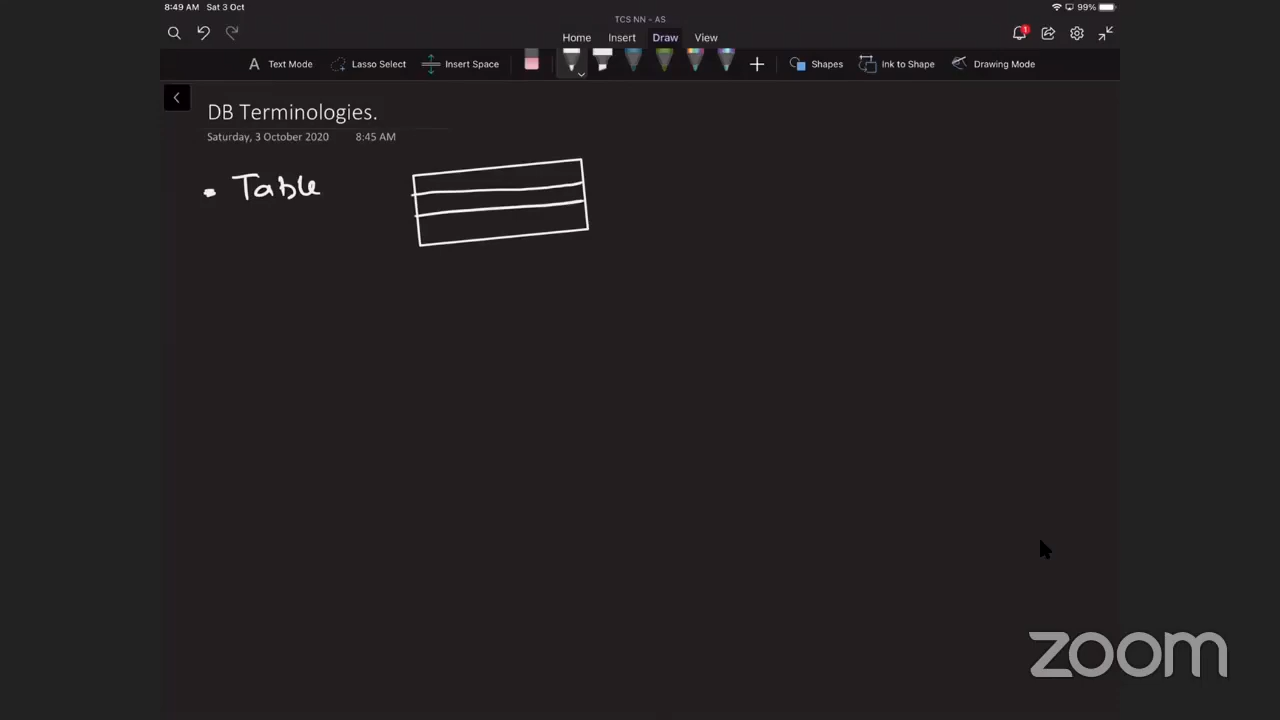 8:49 AM Sat 3 Oct
99%
TCS NN - AS
Home Insert Draw View
1
Text Mode Lasso Select Insert Space Shapes Ink to Shape Drawing Mode
DB Terminologies.
Saturday, 3 October 2020 8:45 AM
• Table
zoom